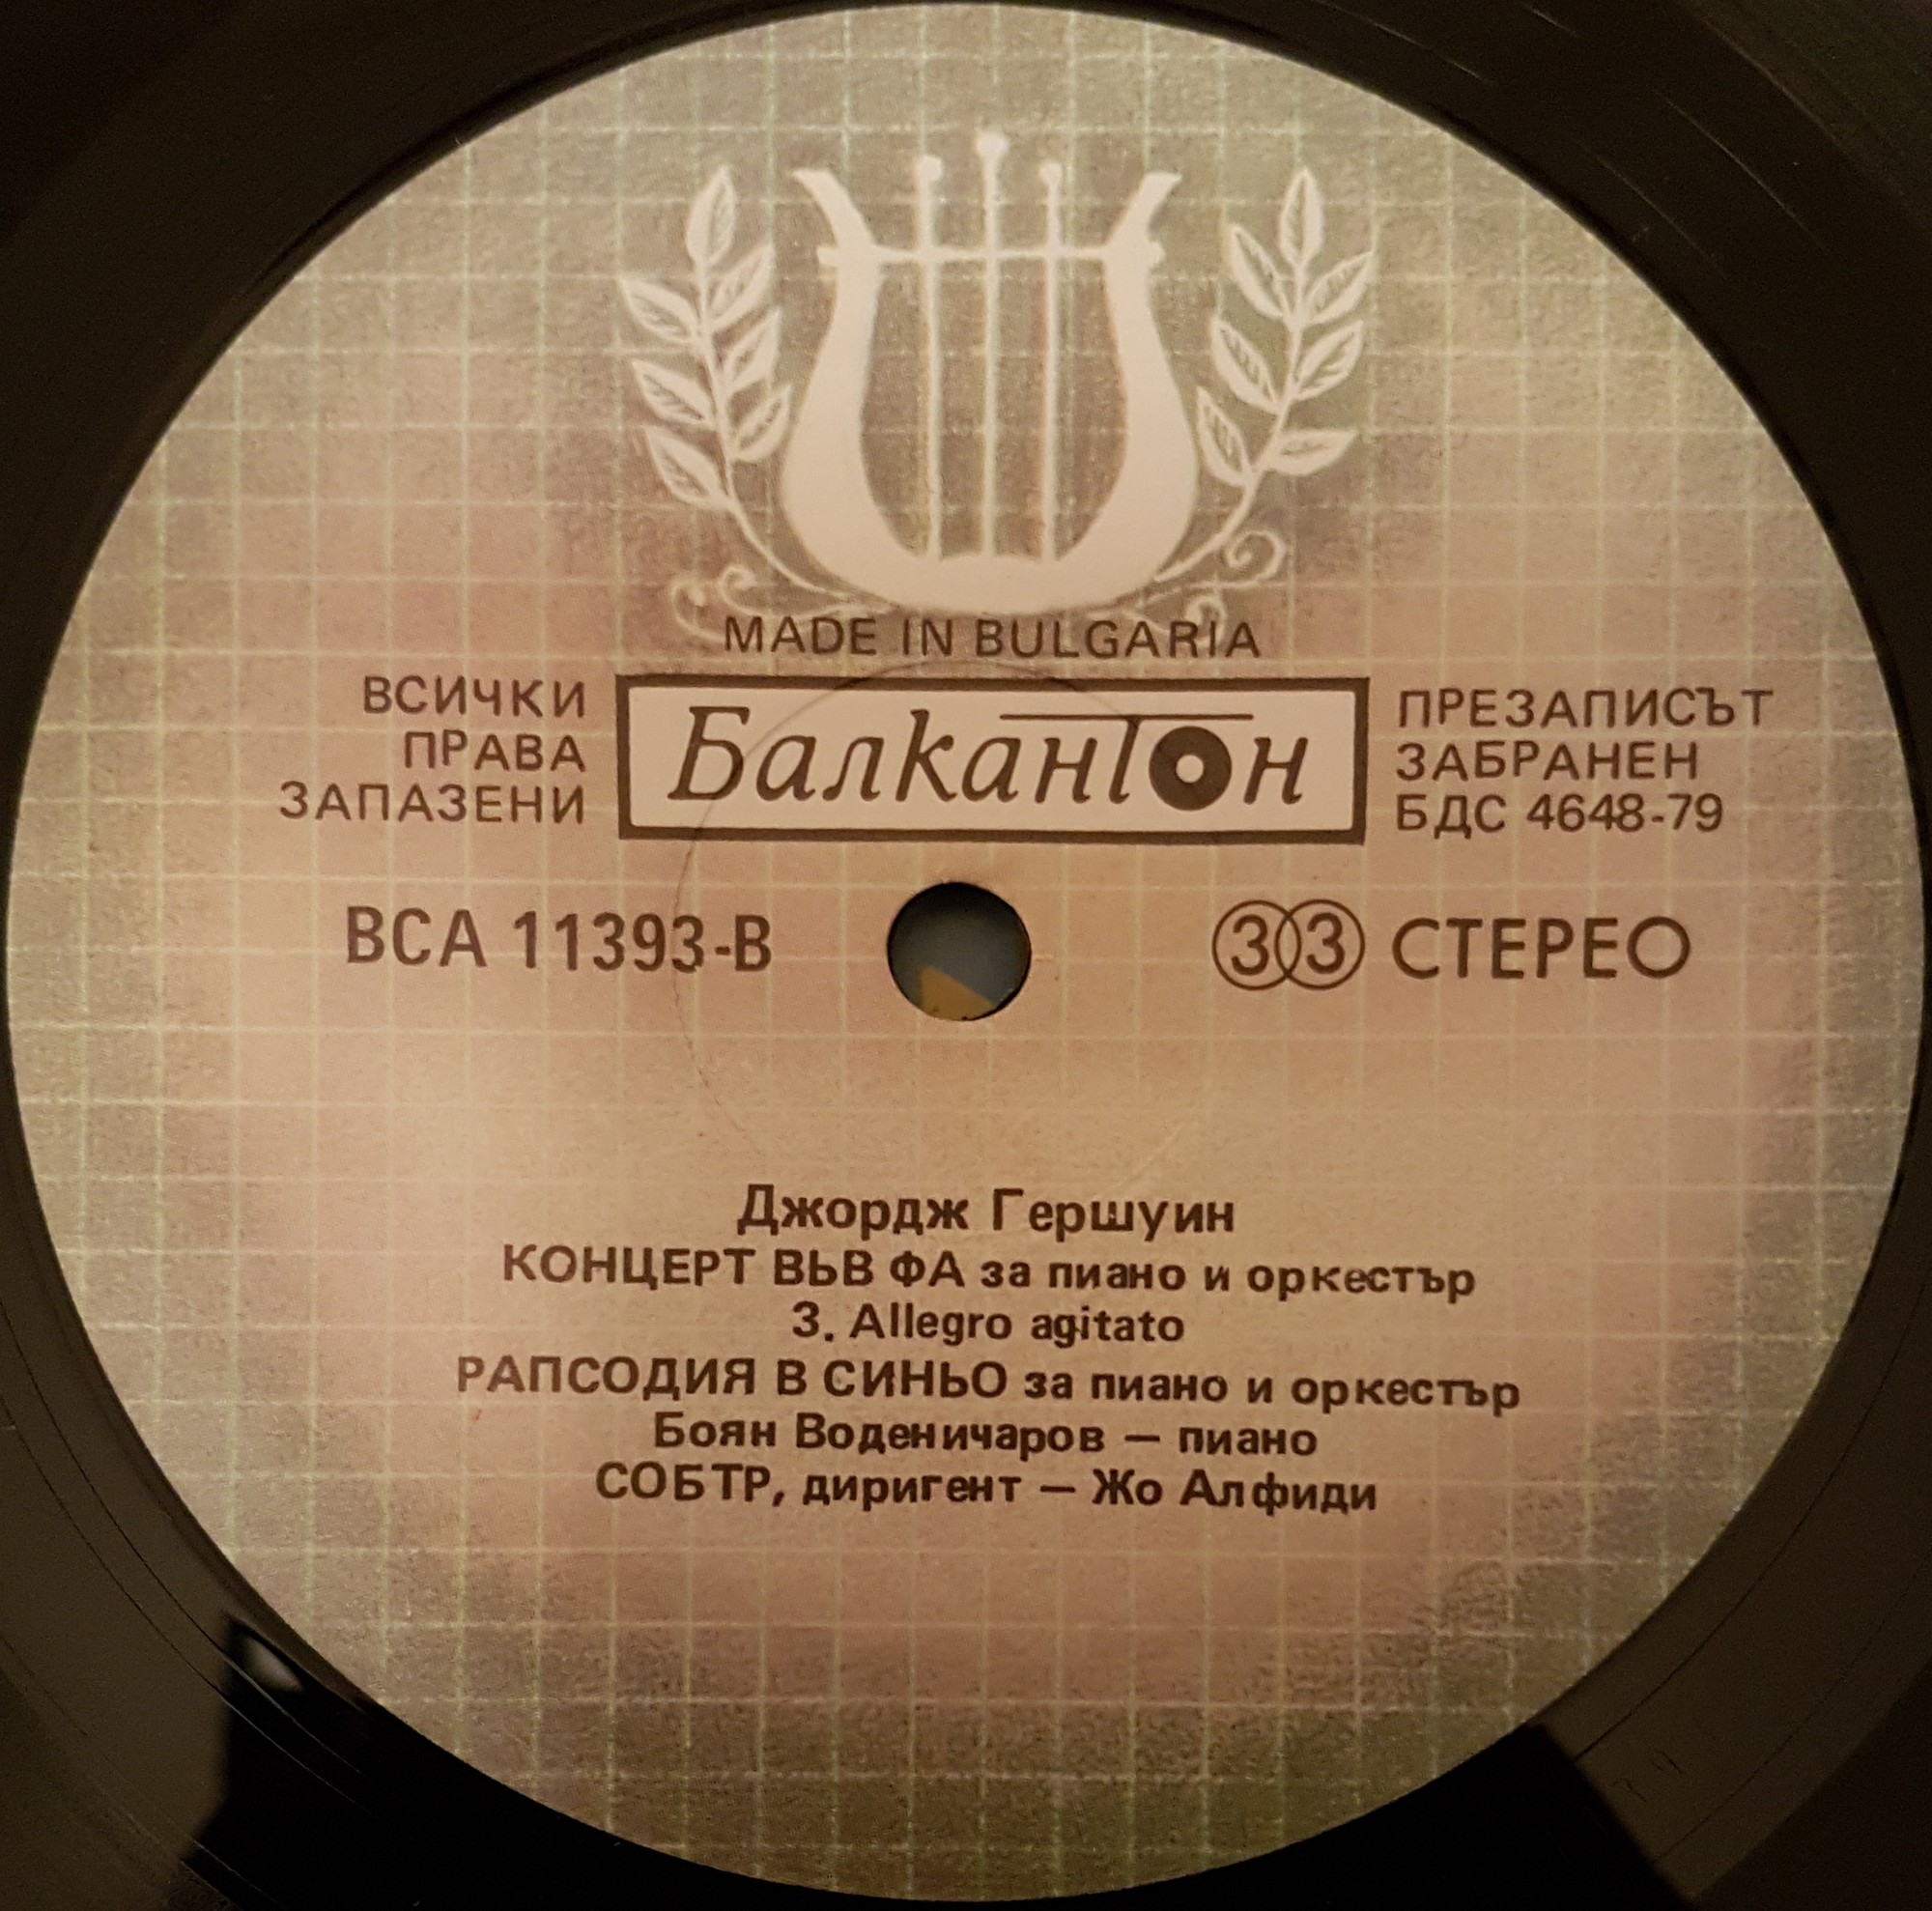 MADE IN BULGARIA
ВСИЧКИ
ПРАВА
ЗАПАЗЕНИ
Балкантон
ПРЕЗАПИСЪТ
ЗАБРАНЕН
БДС 4648-79
ВСА 11393-В
33 СТЕРЕО
Джордж Гершуин
КОНЦЕРТ ВЬВ ФА за пиано и оркестър
3. Allegro agitato
РАПСОДИЯ В СИНЬО за пиано и оркестър
Боян Воденичаров — пиано
СОБТР, диригент — Жо Алфиди